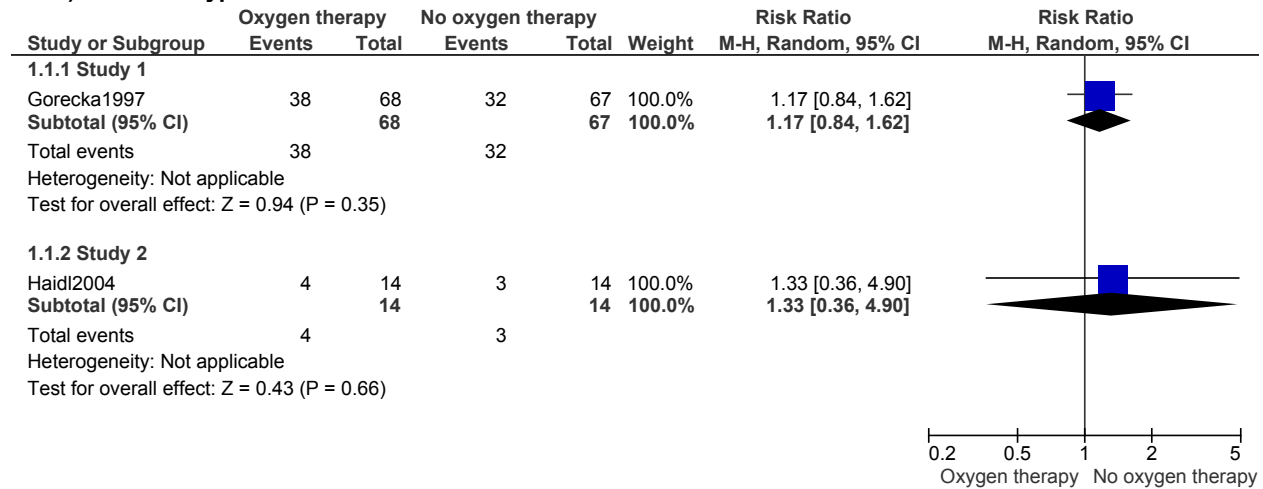 Oxygen therapy No oxygen therapy Risk Ratio Risk Ratio
Study or Subgroup Events Total Events Total Weight M-H, Random, 95% CI M-H, Random, 95% CI
1.1.1 Study 1
Gorecka1997 38 68 32 67 100.0% 1.17 [0.84, 1.62]
Subtotal (95% CI) 68 67 100.0% 1.17 [0.84, 1.62]
Total events 38 32
Heterogeneity: Not applicable
Test for overall effect: Z = 0.94 (P = 0.35)
1.1.2 Study 2
Haidl2004 4 14 3 14 100.0% 1.33 [0.36, 4.90]
Subtotal (95% CI) 14 14 100.0% 1.33 [0.36, 4.90]
Total events 4 3
Heterogeneity: Not applicable
Test for overall effect: Z = 0.43 (P = 0.66)
0.2 0.5 1 2 5
Oxygen therapy No oxygen therapy